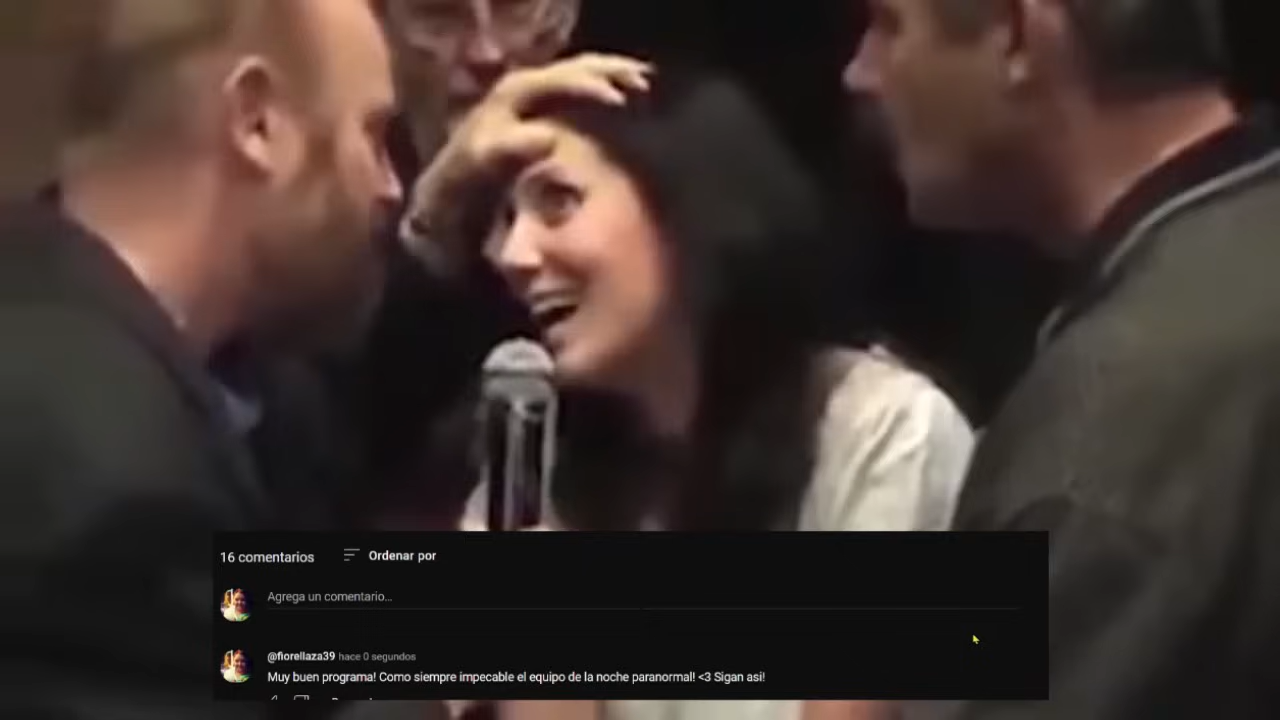 16 comentarios Ordenar por
Agrega un comentario...
@fiorellaza39 hace 0 segundos
Muy buen programa! Como siempre impecable el equipo de la noche paranormal! <3 Sigan asi!